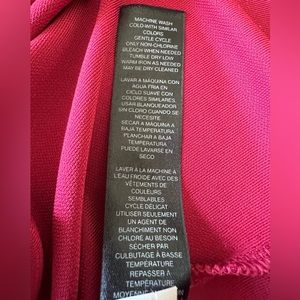 MACHINE WASH
COLD-WITH SIMILAR
COLORS
GENTLE CYCLE
ONLY NON-CHLORINE
BLEACH WHEN NEEDED
TUMBLE DRY LOW
WARM IRON AS NEEDED
MAY BE DRY CLEANED
LAVAR A MÁQUINA CON
AGUA FRIA EN
CICLO SUAVE CON
COLORES SIMILARES,
USAR BLANQUEADOR
SIN CLORO CUANDO SE
NECESITE
SECAR A MÁQUINA A
BAJA TEMPERATURA
PLANCHAR A BAJA
TEMPERATURA
PUEDE LAVARSE EN
SECO
LAVER À LA MACHINE À
L'EAU FROIDE AVEC DES
VÊTEMENTS DE
COULEURS
SEMBLABLES
CYCLE DÉLICAT
UTILISER SEULEMENT
UN AGENT DE
BLANCHIMENT NON
CHLORÉ AU BESOIN
SÉCHER PAR
CULBUTAGE À BASSE
TEMPÉRATURE
REPASSER À
TEMPÉRATURE
MOYENNE